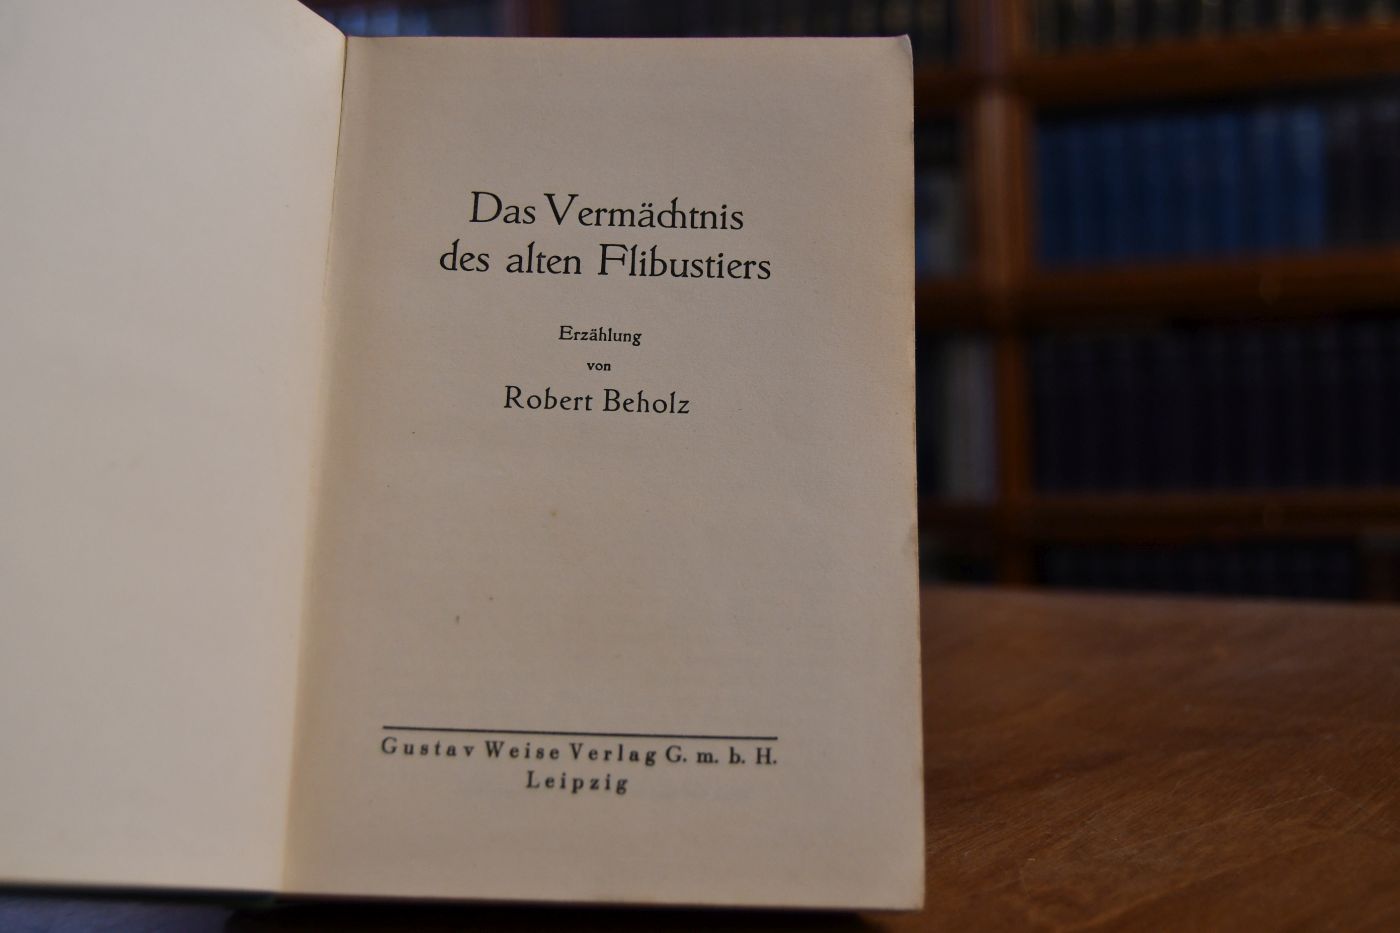 Das Vermächtnis
des alten Flibustiers
Erzählung
von
Robert Beholz
Gustav Weise Verlag G. m. b. H.
Leipzig